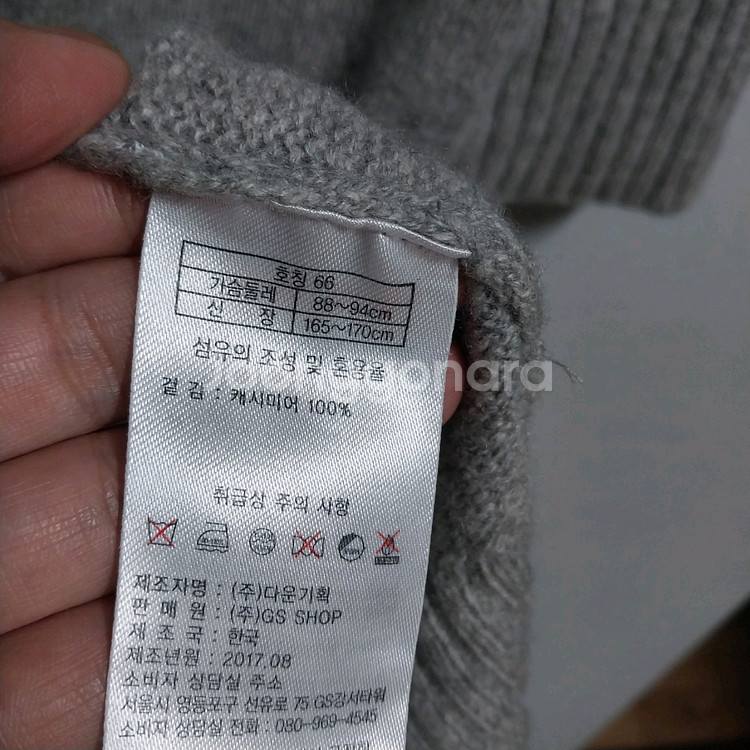 호칭 66
가슴둘레 88~94cm
신 장 165~170cm
섬유의 조성 및 혼용율
겉 감 : 캐시미어 100%
취급상 주의 사항
제조자명 : (주)다운기획
판 매 원 : (주)GS SHOP
제 조 국 : 한국
제조년원 : 2017.08
소비자 상담실 주소
서울시 영등포구 선유로 75 GS강서타워
소비자 상담실 전화 : 080-969-4545